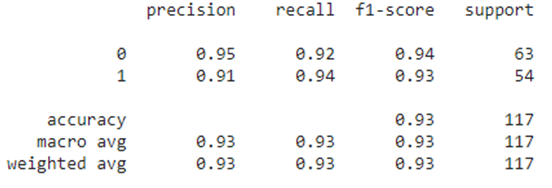 precision recall f1-score support
0 0.95 0.92 0.94 63
1 0.91 0.94 0.93 54
accuracy 0.93 117
macro avg 0.93 0.93 0.93 117
weighted avg 0.93 0.93 0.93 117